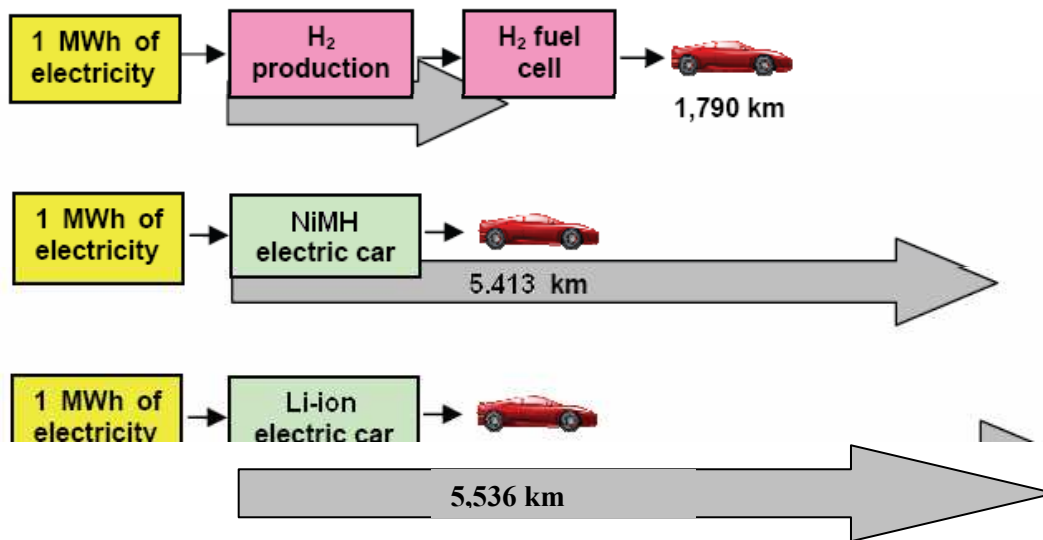 1 MWh of
electricity
H₂
production
H₂ fuel
cell
1,790 km
1 MWh of
electricity
NiMH
electric car
5.413 km
1 MWh of
electricity
Li-ion
electric car
5,536 km